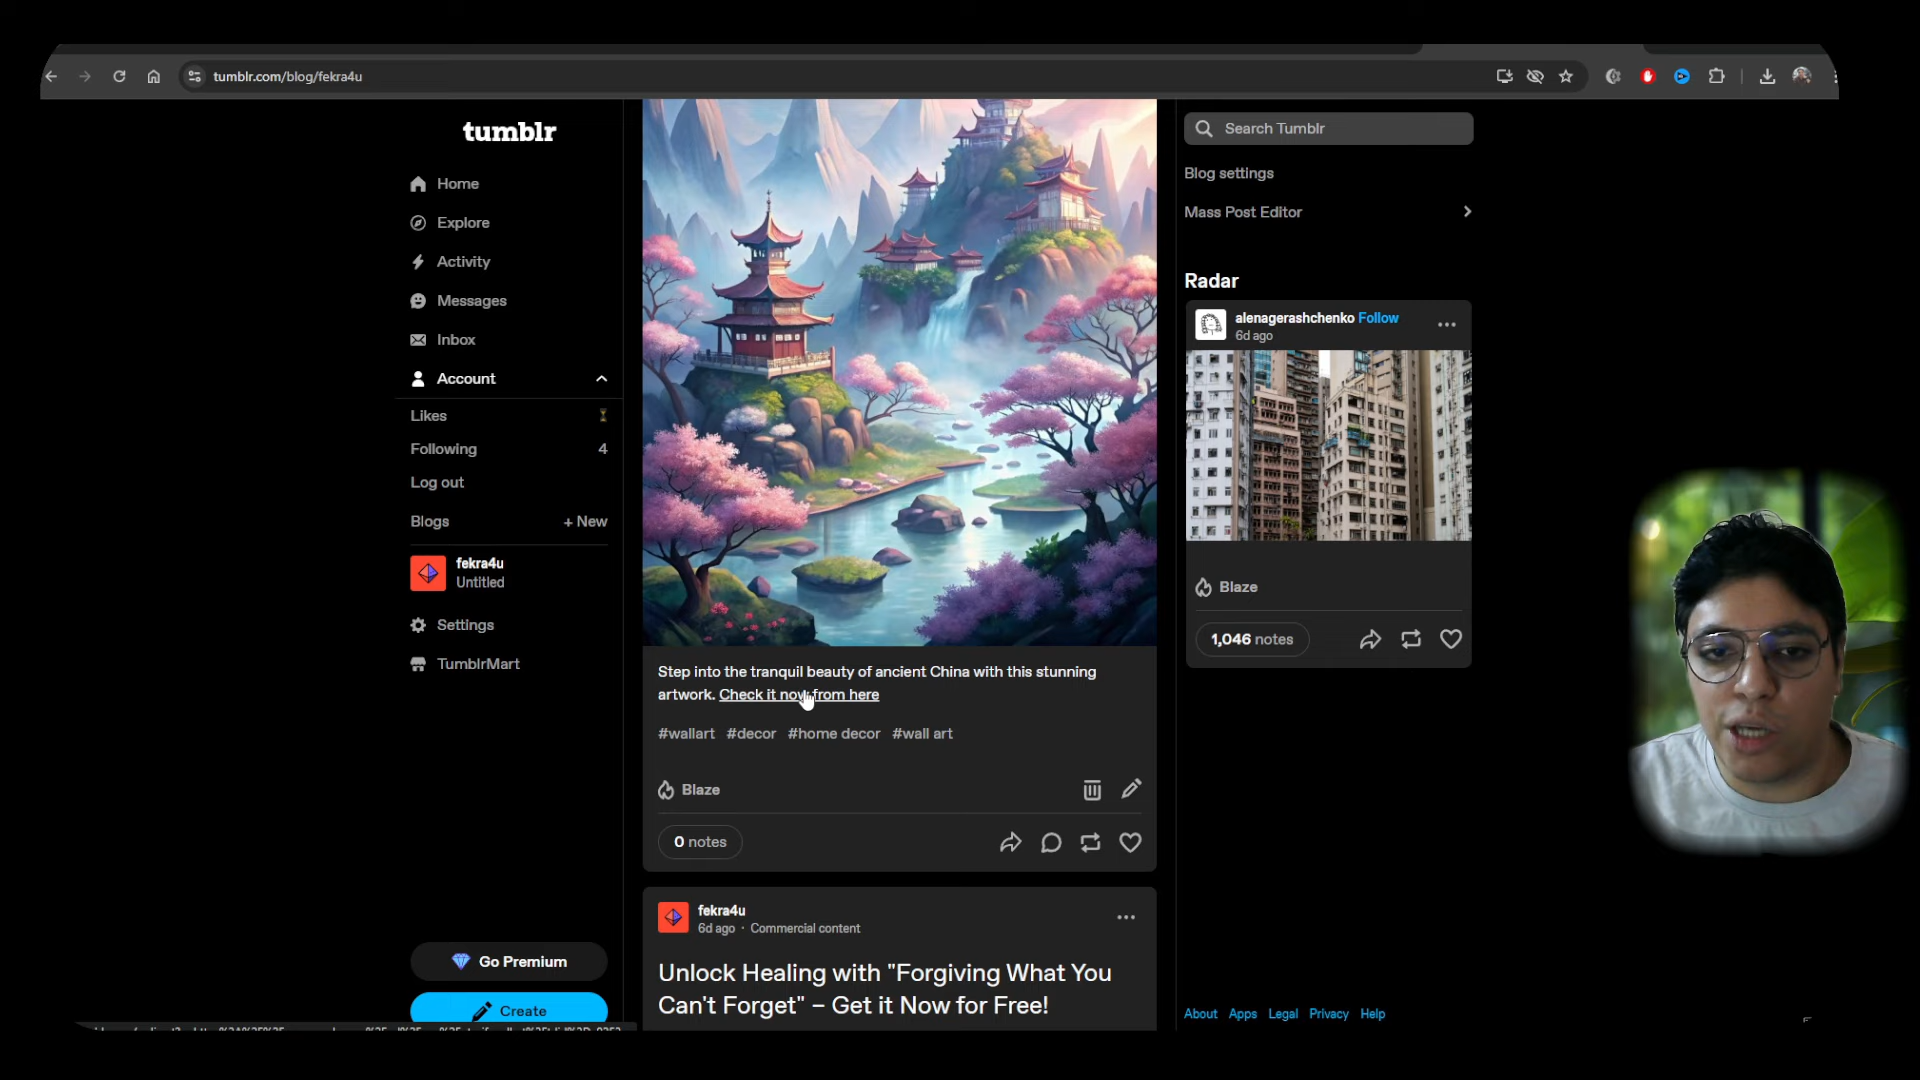 tumblr.com/blog/fekra4u
tumblr
Home
Explore
Activity
Messages
Inbox
Account
Likes
Following 4
Log out
Blogs + New
fekra4u
Untitled
Settings
TumblrMart
Go Premium
Create
Step into the tranquil beauty of ancient China with this stunning
artwork. Check it now from here
#wallart #decor #home decor #wall art
Blaze
0 notes
fekra4u
6d ago · Commercial content
Unlock Healing with "Forgiving What You
Can't Forget" – Get it Now for Free!
Search Tumblr
Blog settings
Mass Post Editor
Radar
alenagerashchenko Follow
6d ago
Blaze
1,046 notes
About Apps Legal Privacy Help